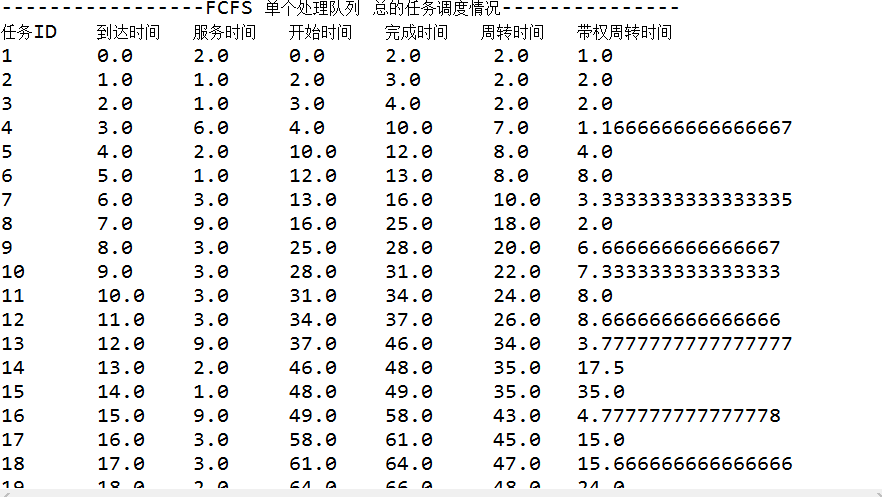 -----------------FCFS 单个处理队列 总的任务调度情况---------------
任务ID 到达时间 服务时间 开始时间 完成时间 周转时间 带权周转时间
1 0.0 2.0 0.0 2.0 2.0 1.0
2 1.0 1.0 2.0 3.0 2.0 2.0
3 2.0 1.0 3.0 4.0 2.0 2.0
4 3.0 6.0 4.0 10.0 7.0 1.1666666666666667
5 4.0 2.0 10.0 12.0 8.0 4.0
6 5.0 1.0 12.0 13.0 8.0 8.0
7 6.0 3.0 13.0 16.0 10.0 3.3333333333333335
8 7.0 9.0 16.0 25.0 18.0 2.0
9 8.0 3.0 25.0 28.0 20.0 6.666666666666667
10 9.0 3.0 28.0 31.0 22.0 7.333333333333333
11 10.0 3.0 31.0 34.0 24.0 8.0
12 11.0 3.0 34.0 37.0 26.0 8.666666666666666
13 12.0 9.0 37.0 46.0 34.0 3.7777777777777777
14 13.0 2.0 46.0 48.0 35.0 17.5
15 14.0 1.0 48.0 49.0 35.0 35.0
16 15.0 9.0 49.0 58.0 43.0 4.777777777777778
17 16.0 3.0 58.0 61.0 45.0 15.0
18 17.0 3.0 61.0 64.0 47.0 15.666666666666666
19 18.0 2.0 64.0 66.0 48.0 24.0